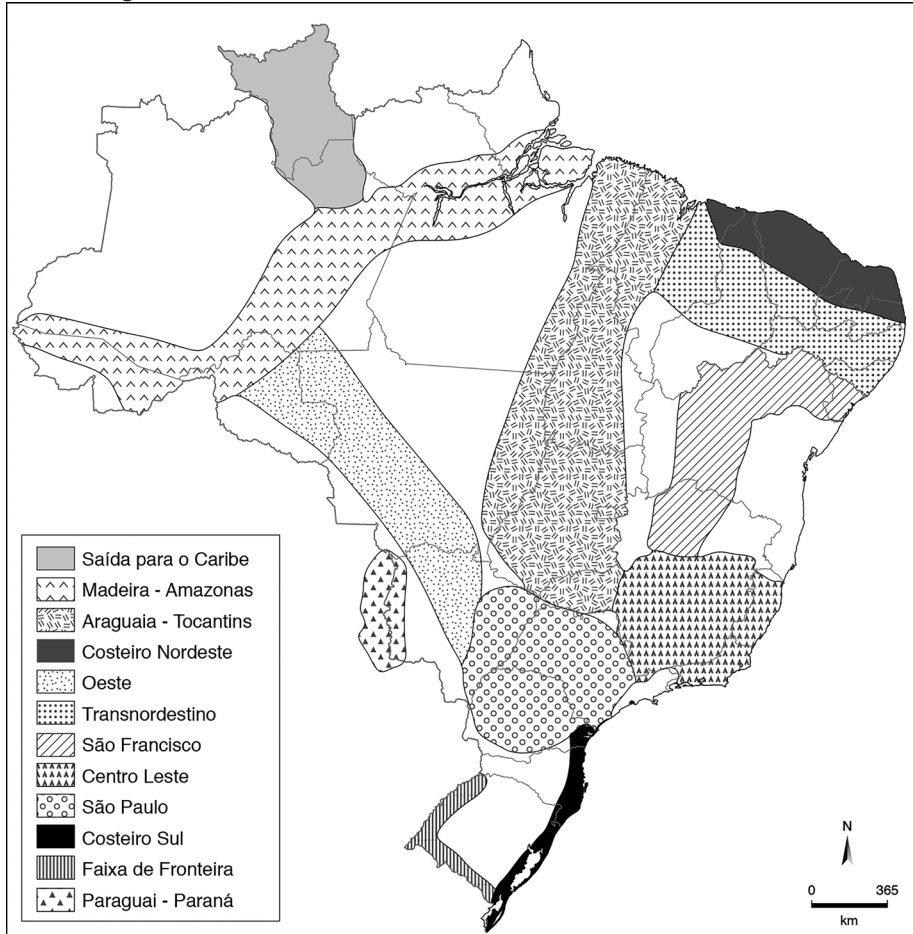 Saída para o Caribe
Madeira - Amazonas
Araguaia - Tocantins
Costeiro Nordeste
Oeste
Transnordestino
São Francisco
Centro Leste
São Paulo
Costeiro Sul
Faixa de Fronteira
Paraguai - Paraná
N
0 365
km